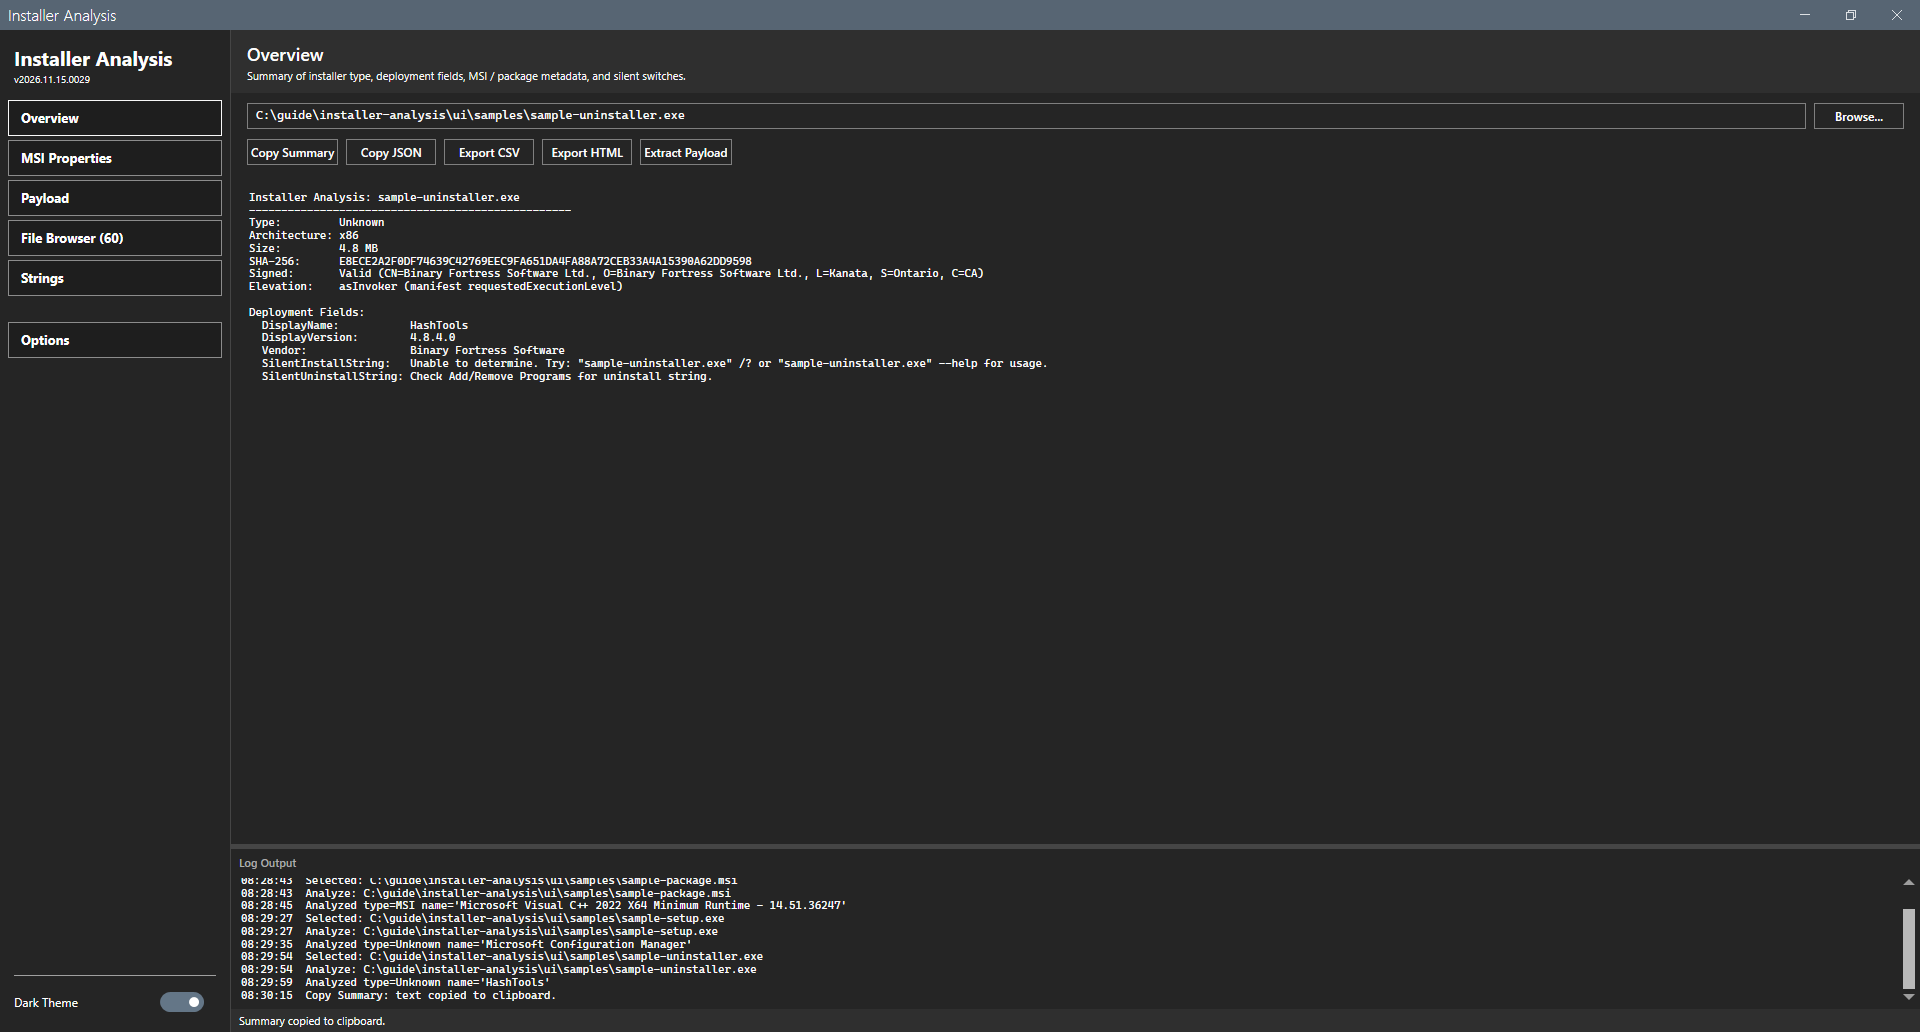 Installer Analysis
Installer Analysis
v2026.11.15.0029
Overview
MSI Properties
Payload
File Browser (60)
Strings
Options
Dark Theme
Overview
Summary of installer type, deployment fields, MSI / package metadata, and silent switches.
C:\guide\installer-analysis\ui\samples\sample-uninstaller.exe
Browse...
Copy Summary
Copy JSON
Export CSV
Export HTML
Extract Payload
Installer Analysis: sample-uninstaller.exe
--------------------------------------------------
Type: Unknown
Architecture: x86
Size: 4.8 MB
SHA-256: E8ECE2A2F0DF74639C42769EEC9FA651DA4FA88A72CEB33A4A15390A62DD9598
Signed: Valid (CN=Binary Fortress Software Ltd., O=Binary Fortress Software Ltd., L=Kanata, S=Ontario, C=CA)
Elevation: asInvoker (manifest requestedExecutionLevel)
Deployment Fields:
DisplayName: HashTools
DisplayVersion: 4.8.4.0
Vendor: Binary Fortress Software
SilentInstallString: Unable to determine. Try: "sample-uninstaller.exe" /? or "sample-uninstaller.exe" --help for usage.
SilentUninstallString: Check Add/Remove Programs for uninstall string.
Log Output
08:28:43 Selected: C:\guide\installer-analysis\ui\samples\sample-package.msi
08:28:43 Analyze: C:\guide\installer-analysis\ui\samples\sample-package.msi
08:28:45 Analyzed type=MSI name='Microsoft Visual C++ 2022 X64 Minimum Runtime - 14.51.36247'
08:29:27 Selected: C:\guide\installer-analysis\ui\samples\sample-setup.exe
08:29:27 Analyze: C:\guide\installer-analysis\ui\samples\sample-setup.exe
08:29:35 Analyzed type=Unknown name='Microsoft Configuration Manager'
08:29:54 Selected: C:\guide\installer-analysis\ui\samples\sample-uninstaller.exe
08:29:54 Analyze: C:\guide\installer-analysis\ui\samples\sample-uninstaller.exe
08:29:59 Analyzed type=Unknown name='HashTools'
08:30:15 Copy Summary: text copied to clipboard.
Summary copied to clipboard.